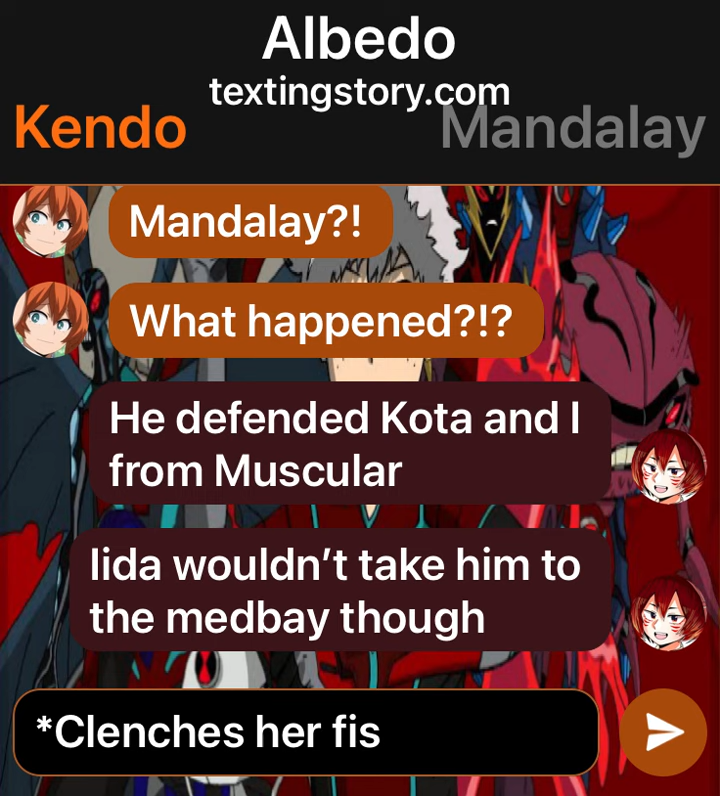 Albedo
textingstory.com
Kendo
Mandalay
Mandalay?!
What happened?!?
He defended Kota and I
from Muscular
Iida wouldn't take him to
the medbay though
*Clenches her fis